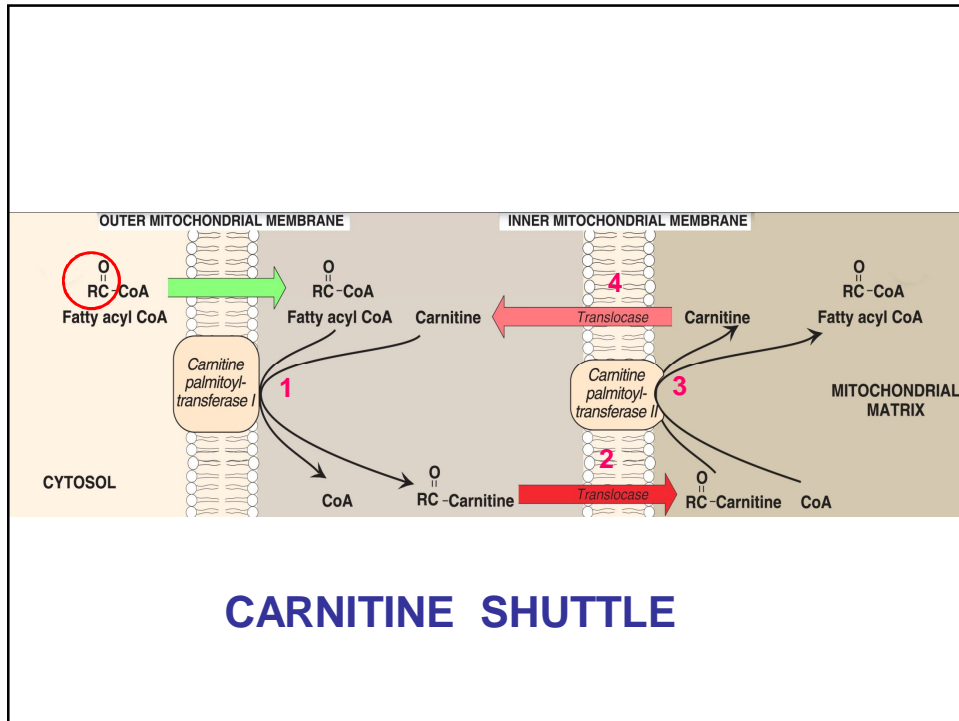 OUTER MITOCHONDRIAL MEMBRANE
INNER MITOCHONDRIAL MEMBRANE
O
RC-CoA
Fatty acyl CoA
O
RC-CoA
Fatty acyl CoA
Carnitine
4
Translocase
Carnitine
O
RC-CoA
Fatty acyl CoA
Carnitine
palmitoyl-
transferase I
1
Carnitine
palmitoyl-
transferase II
3
MITOCHONDRIAL
MATRIX
CYTOSOL
CoA
O
RC-Carnitine
2
Translocase
O
RC-Carnitine
CoA
CARNITINE SHUTTLE